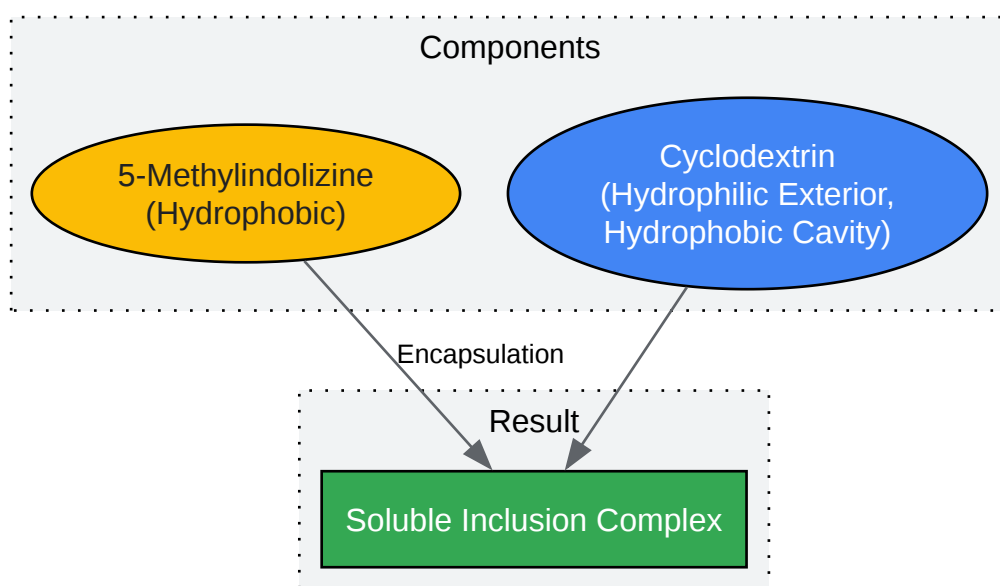 Components
5-Methylindolizine
(Hydrophobic)
Cyclodextrin
(Hydrophilic Exterior,
Hydrophobic Cavity)
Encapsulation
Result
Soluble Inclusion Complex